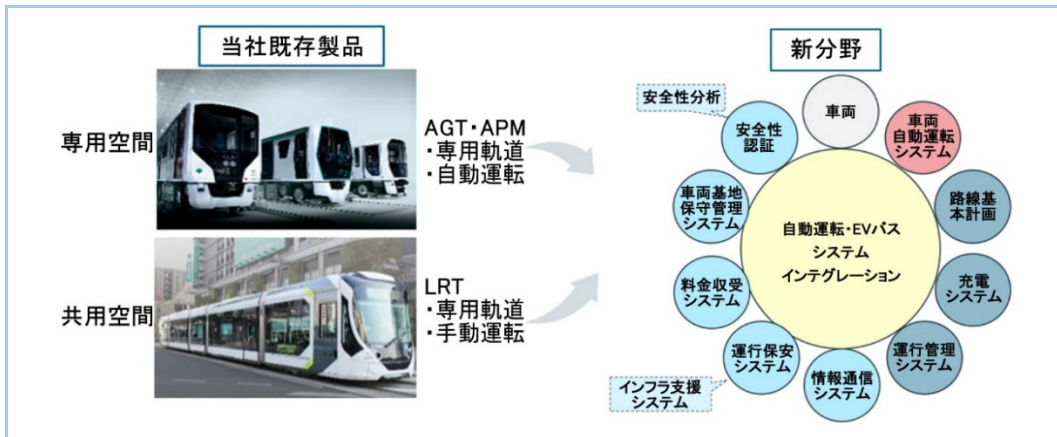 当社既存製品
専用空間
AGT・APM
・専用軌道
・自動運転
共用空間
LRT
・専用軌道
・手動運転
新分野
安全性分析
車両
車両
自動運転
システム
路線基
本計画
充電
システム
運行管理
システム
情報通信
システム
運行保安
システム
インフラ支援
システム
料金収受
システム
車両基地
保守管理
システム
安全性
認証
自動運転・EVバス
システム
インテグレーション